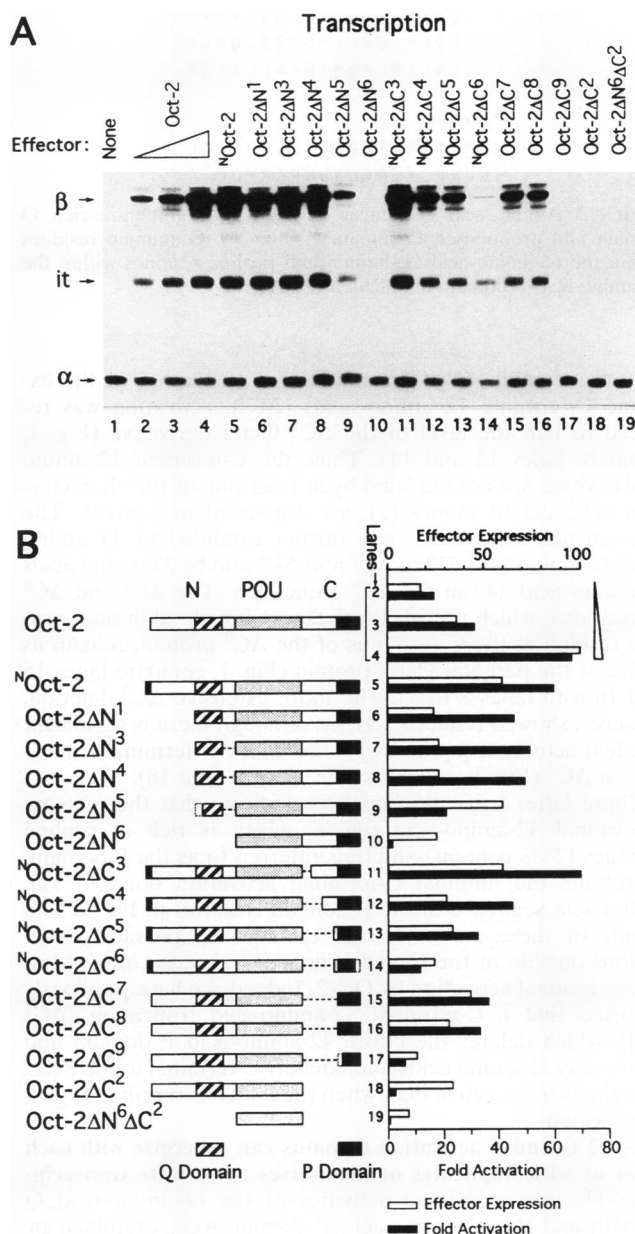 A
Transcription
Effector:
None
Oct-2
ᴺOct-2
Oct-2ΔN¹
Oct-2ΔN³
Oct-2ΔN⁴
Oct-2ΔN⁵
Oct-2ΔN⁶
ᴺOct-2ΔC³
ᴺOct-2ΔC⁴
ᴺOct-2ΔC⁵
ᴺOct-2ΔC⁶
Oct-2ΔC⁷
Oct-2ΔC⁸
Oct-2ΔC⁹
Oct-2ΔC²
Oct-2ΔN⁶ΔC²
β
it
α
1 2 3 4 5 6 7 8 9 10 11 12 13 14 15 16 17 18 19
B
Lanes
Effector Expression
0 50 100
N POU C
2
Oct-2 3
4
ᴺOct-2 5
Oct-2ΔN¹ 6
Oct-2ΔN³ 7
Oct-2ΔN⁴ 8
Oct-2ΔN⁵ 9
Oct-2ΔN⁶ 10
ᴺOct-2ΔC³ 11
ᴺOct-2ΔC⁴ 12
ᴺOct-2ΔC⁵ 13
ᴺOct-2ΔC⁶ 14
Oct-2ΔC⁷ 15
Oct-2ΔC⁸ 16
Oct-2ΔC⁹ 17
Oct-2ΔC² 18
Oct-2ΔN⁶ΔC² 19
0 20 40 60 80
Q Domain P Domain
Fold Activation
Effector Expression
Fold Activation